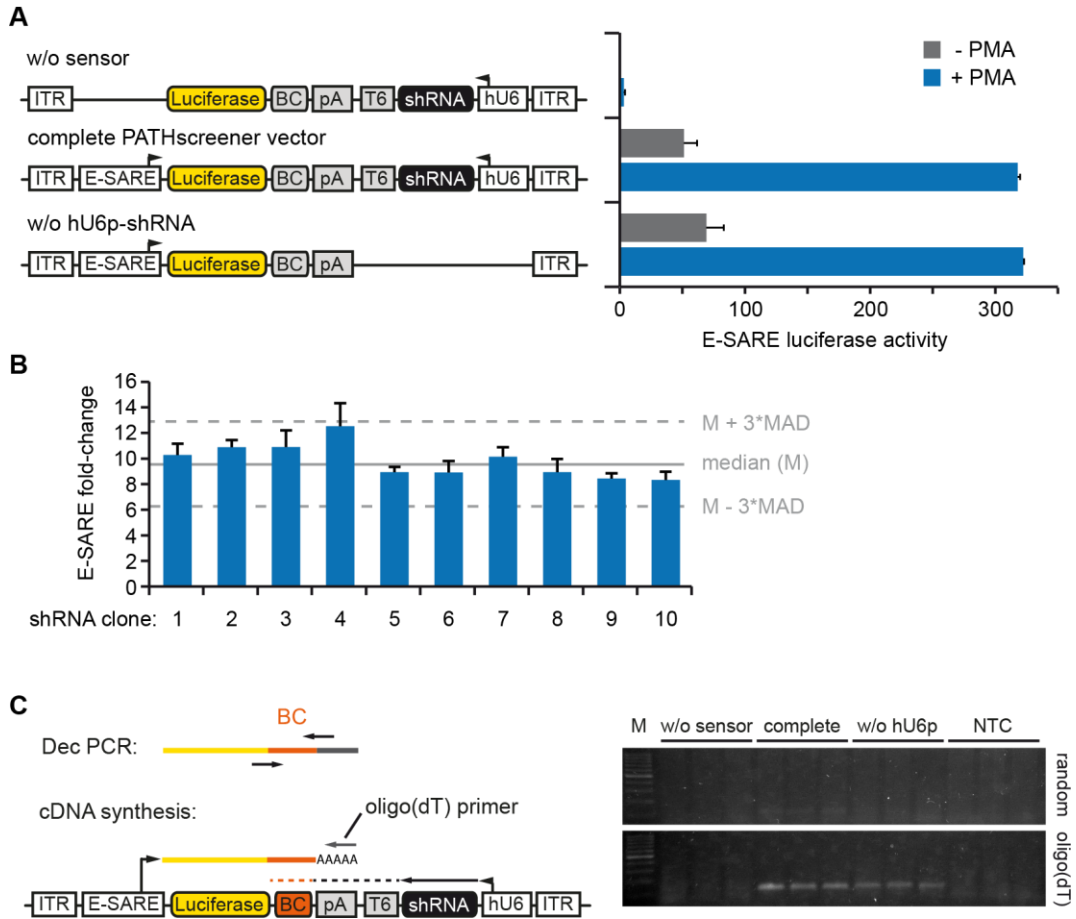 A
w/o sensor
ITR Luciferase BC pA T6 shRNA hU6 ITR
complete PATHscreener vector
ITR E-SARE Luciferase BC pA T6 shRNA hU6 ITR
w/o hU6p-shRNA
ITR E-SARE Luciferase BC pA ITR
- PMA
+ PMA
0 100 200 300
E-SARE luciferase activity
B
E-SARE fold-change
16
14
12
10
8
6
4
2
0
M + 3*MAD
median (M)
M - 3*MAD
shRNA clone: 1 2 3 4 5 6 7 8 9 10
C
BC
Dec PCR:
cDNA synthesis:
oligo(dT) primer
AAAAA
ITR E-SARE Luciferase BC pA T6 shRNA hU6 ITR
M w/o sensor complete w/o hU6p NTC
random
oligo(dT)